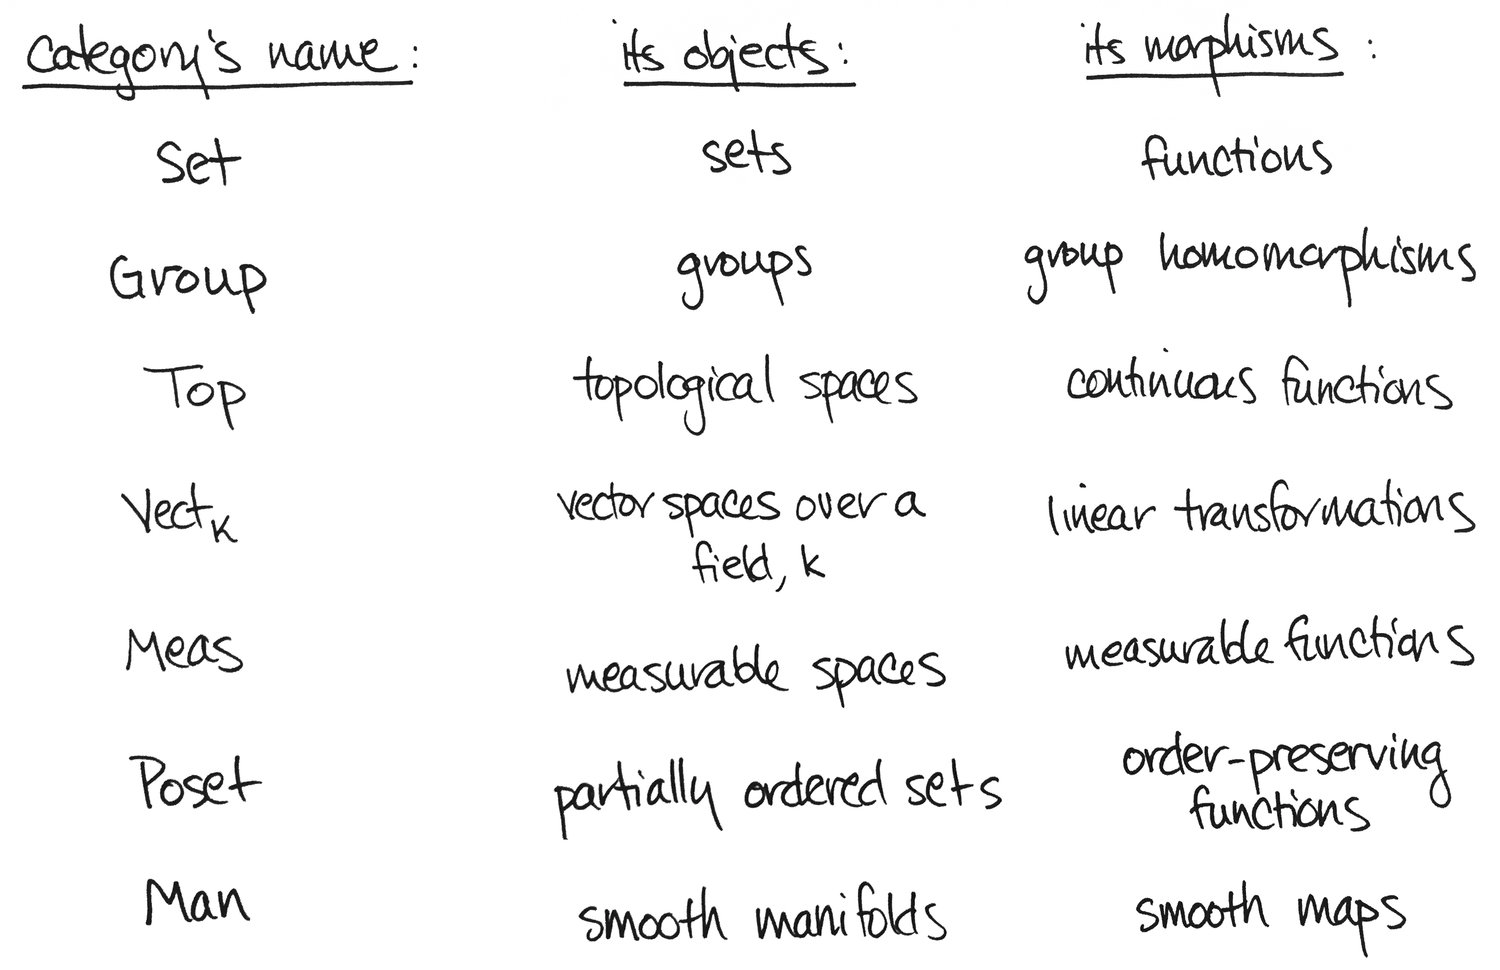 Category's name: its objects: its morphisms:
Set sets functions
Group groups group homomorphisms
Top topological spaces continuous functions
Vectₖ vector spaces over a linear transformations
field, k
Meas measurable spaces measurable functions
Poset partially ordered sets order-preserving
functions
Man smooth manifolds smooth maps